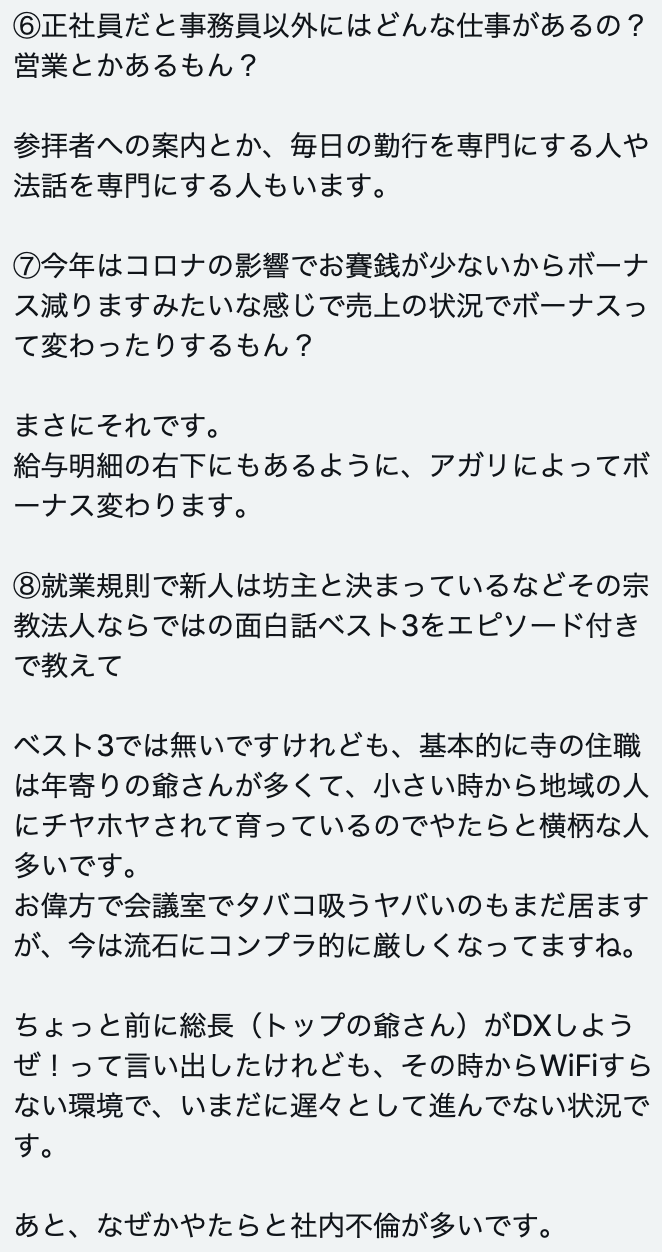 ⑥正社員だと事務員以外にはどんな仕事があるの？
営業とかあるもん？
参拝者への案内とか、毎日の勤行を専門にする人や
法話を専門にする人もいます。
⑦今年はコロナの影響でお賽銭が少ないからボーナ
ス減りますみたいな感じで売上の状況でボーナスっ
て変わったりするもん？
まさにそれです。
給与明細の右下にもあるように、アガリによってボ
ーナス変わります。
⑧就業規則で新人は坊主と決まっているなどその宗
教法人ならではの面白話ベスト3をエピソード付き
で教えて
ベスト3では無いですけれども、基本的に寺の住職
は年寄りの爺さんが多くて、小さい時から地域の人
にチヤホヤされて育っているのでやたらと横柄な人
多いです。
お偉方で会議室でタバコ吸うヤバいのもまだ居ます
が、今は流石にコンプラ的に厳しくなってますね。
ちょっと前に総長（トップの爺さん）がDXしよう
ぜ！って言い出したけれども、その時からWiFiすら
ない環境で、いまだに遅々として進んでない状況で
す。
あと、なぜかやたらと社内不倫が多いです。